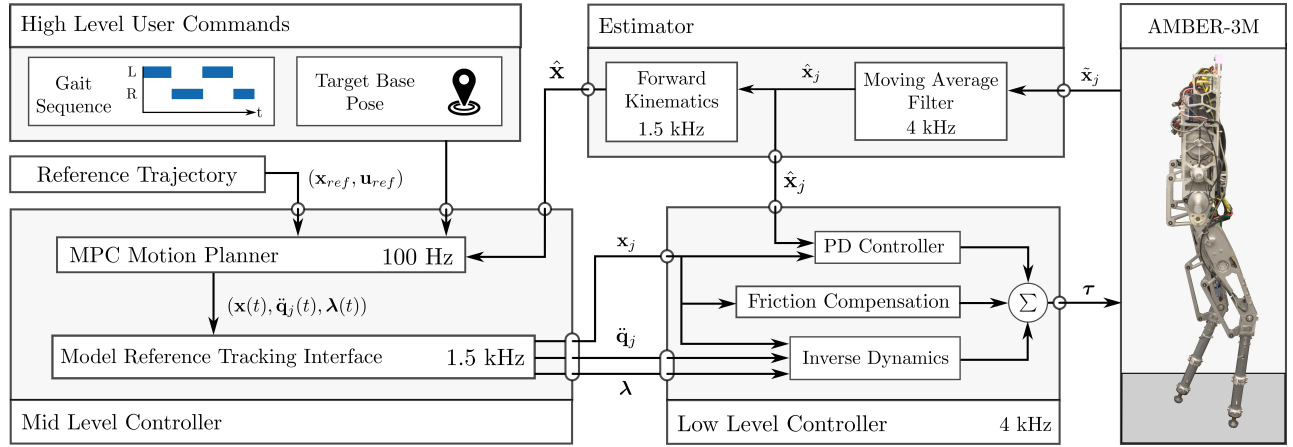 High Level User Commands
Gait
Sequence
L
R
t
Target Base
Pose
Reference Trajectory
(x_ref, u_ref)
MPC Motion Planner
100 Hz
(x(t), q̈_j(t), λ(t))
Model Reference Tracking Interface
1.5 kHz
Mid Level Controller
x̂
Estimator
Forward
Kinematics
1.5 kHz
x̂_j
Moving Average
Filter
4 kHz
x̃_j
x̂_j
x_j
q̈_j
λ
PD Controller
Friction Compensation
Inverse Dynamics
Σ
τ
Low Level Controller
4 kHz
AMBER-3M